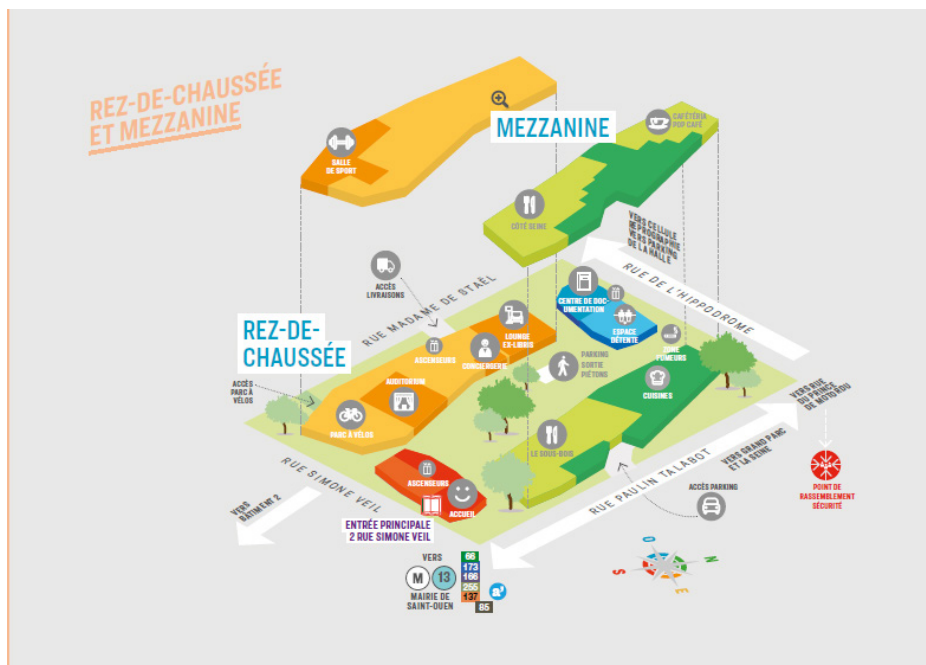 REZ-DE-CHAUSSÉE
ET MEZZANINE
SALLE
DE SPORT
MEZZANINE
CAFÉTÉRIA
POP CAFÉ
CÔTÉ SEINE
VERS CELLULE
REPROGRAPHIE
VERS PARKING
DE LA HALLE
RUE DE L'HIPPODROME
ACCÈS
LIVRAISONS
RUE MADAME DE STAËL
CENTRE DE DOC-
UMENTATION
ESPACE
DÉTENTE
REZ-DE-
CHAUSSÉE
LOUNGE
EX-LIBRIS
ASCENSEURS
CONCIERGERIE
ZONE
FUMEURS
PARKING
SORTIE
PIÉTONS
ACCÈS
PARC À
VÉLOS
AUDITORIUM
CUISINES
PARC À VÉLOS
VERS RUE
DU PRINCE
DE MOTORDU
LE SOUS-BOIS
VERS GRAND PARC
ET LA SEINE
RUE PAULIN TALABOT
RUE SIMONE VEIL
ASCENSEURS
ACCUEIL
ACCÈS PARKING
POINT DE
RASSEMBLEMENT
SÉCURITÉ
VERS
BÂTIMENT 2
ENTRÉE PRINCIPALE
2 RUE SIMONE VEIL
VERS
M 13
MAIRIE DE
SAINT-OUEN
66
173
166
255
137
85
O
N
S
E